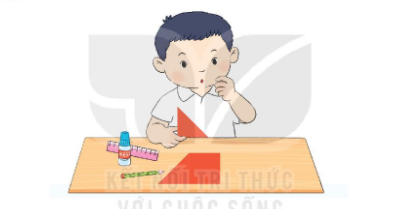 KẾT NỐI TRI THỨC
VỚI CUỘC SỐNG